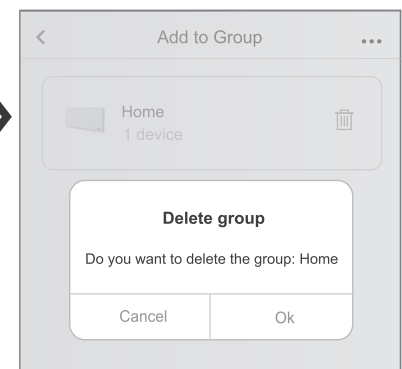 Add to Group
Home
1 device
Delete group
Do you want to delete the group: Home
Cancel
Ok